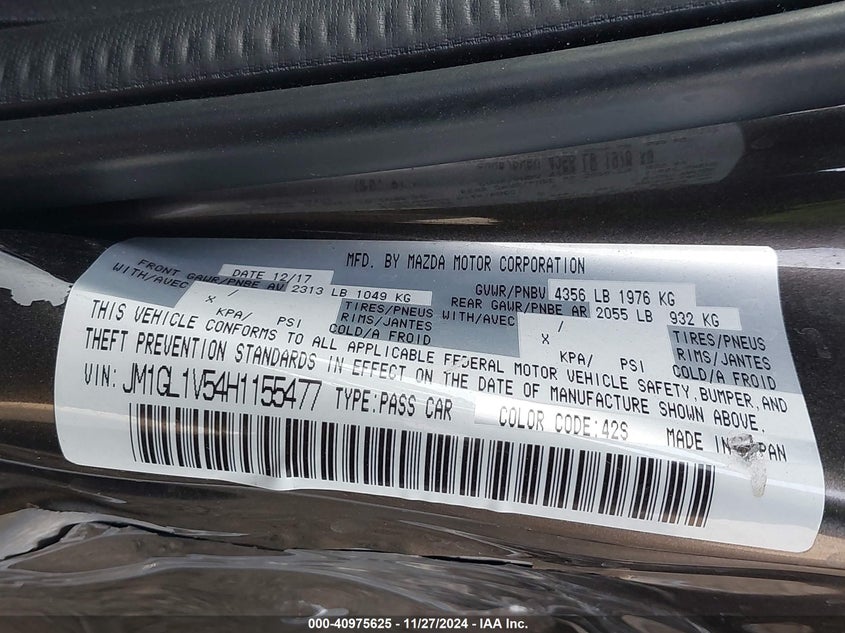 MFD. BY MAZDA MOTOR CORPORATION
DATE 12/17
FRONT GAWR/PNBE AV 2313 LB 1049 KG
WITH/AVEC
TIRES/PNEUS
/
X
RIMS/JANTES
KPA/ PSI COLD/A FROID
GVWR/PNBV 4356 LB 1976 KG
REAR GAWR/PNBE AR 2055 LB 932 KG
WITH/AVEC
TIRES/PNEUS
/
X
RIMS/JANTES
KPA/ PSI COLD/A FROID
THIS VEHICLE CONFORMS TO ALL APPLICABLE FEDERAL MOTOR VEHICLE SAFETY, BUMPER, AND
THEFT PREVENTION STANDARDS IN EFFECT ON THE DATE OF MANUFACTURE SHOWN ABOVE.
VIN: JM1GL1V54H1155477 TYPE:PASS CAR COLOR CODE:42S MADE IN PAN
000-40975625 - 11/27/2024 - IAA Inc.